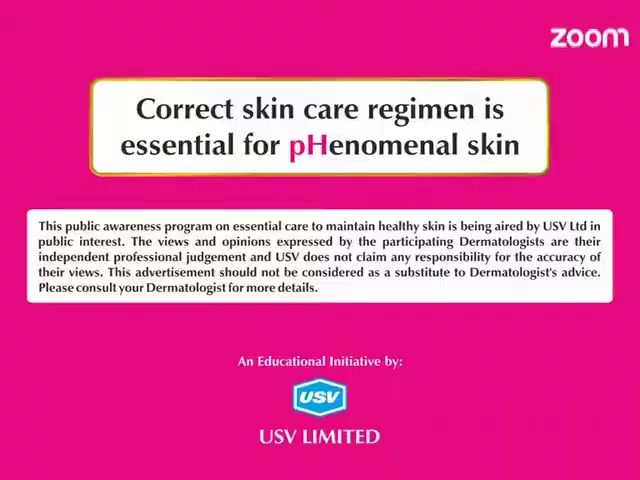 zoom
Correct skin care regimen is
essential for pHenomenal skin
This public awareness program on essential care to maintain healthy skin is being aired by USV Ltd in
public interest. The views and opinions expressed by the participating Dermatologists are their
independent professional judgement and USV does not claim any responsibility for the accuracy of
their views. This advertisement should not be considered as a substitute to Dermatologist's advice.
Please consult your Dermatologist for more details.
An Educational Initiative by:
USV
USV LIMITED